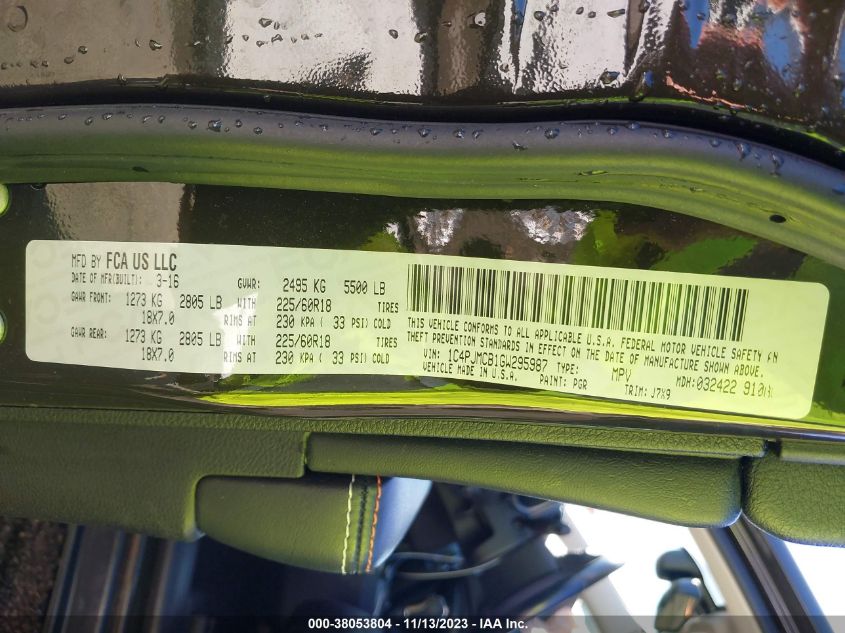 MFD BY FCA US LLC
DATE OF MFR(BUILT): 3-16 GVWR: 2495 KG 5500 LB
GAWR FRONT: 1273 KG 2805 LB WITH 225/60R18 TIRES
18X7.0 RIMS AT 230 KPA ( 33 PSI) COLD
GAWR REAR: 1273 KG 2805 LB WITH 225/60R18 TIRES
18X7.0 RIMS AT 230 KPA ( 33 PSI) COLD
THIS VEHICLE CONFORMS TO ALL APPLICABLE U.S.A. FEDERAL MOTOR VEHICLE SAFETY AN
THEFT PREVENTION STANDARDS IN EFFECT ON THE DATE OF MANUFACTURE SHOWN ABOVE.
VIN: 1C4PJMCB1GW295987 TYPE: MPV MDH: 032422 910
VEHICLE MADE IN U.S.A. PAINT: PGR TRIM: J7X9
000-38053804 - 11/13/2023 - IAA Inc.